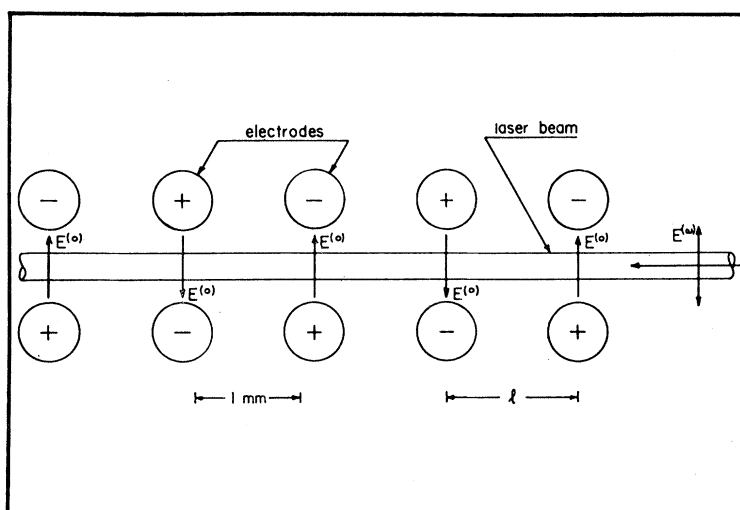 electrodes
laser beam
− + − + −
E(o) E(o) E(o) E(o) E(o) E(ω)
+ − + − +
1 mm
ℓ